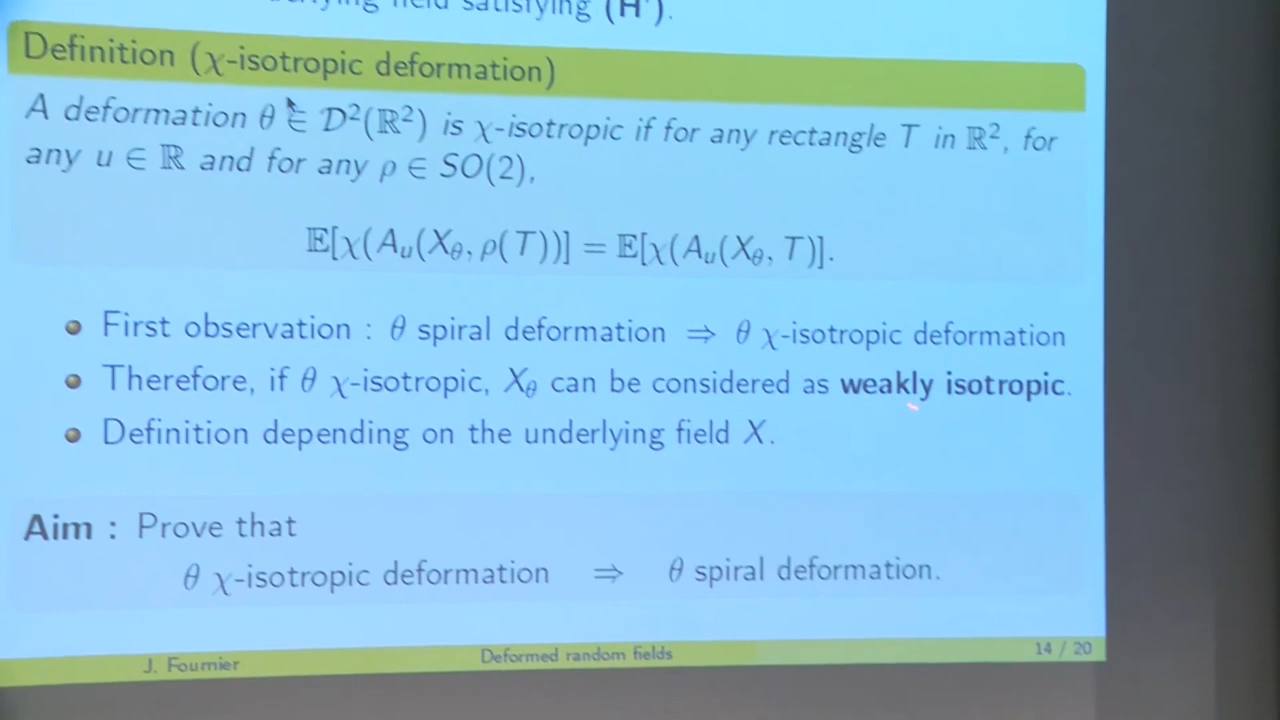 field satisfying (H').
Definition (χ-isotropic deformation)
A deformation θ ∈ D²(ℝ²) is χ-isotropic if for any rectangle T in ℝ², for
any u ∈ ℝ and for any ρ ∈ SO(2),
𝔼[χ(A_u(X_θ, ρ(T))] = 𝔼[χ(A_u(X_θ, T)].
First observation : θ spiral deformation ⇒ θ χ-isotropic deformation
Therefore, if θ χ-isotropic, X_θ can be considered as weakly isotropic.
Definition depending on the underlying field X.
Aim : Prove that
θ χ-isotropic deformation ⇒ θ spiral deformation.
J. Fournier Deformed random fields 14 / 20